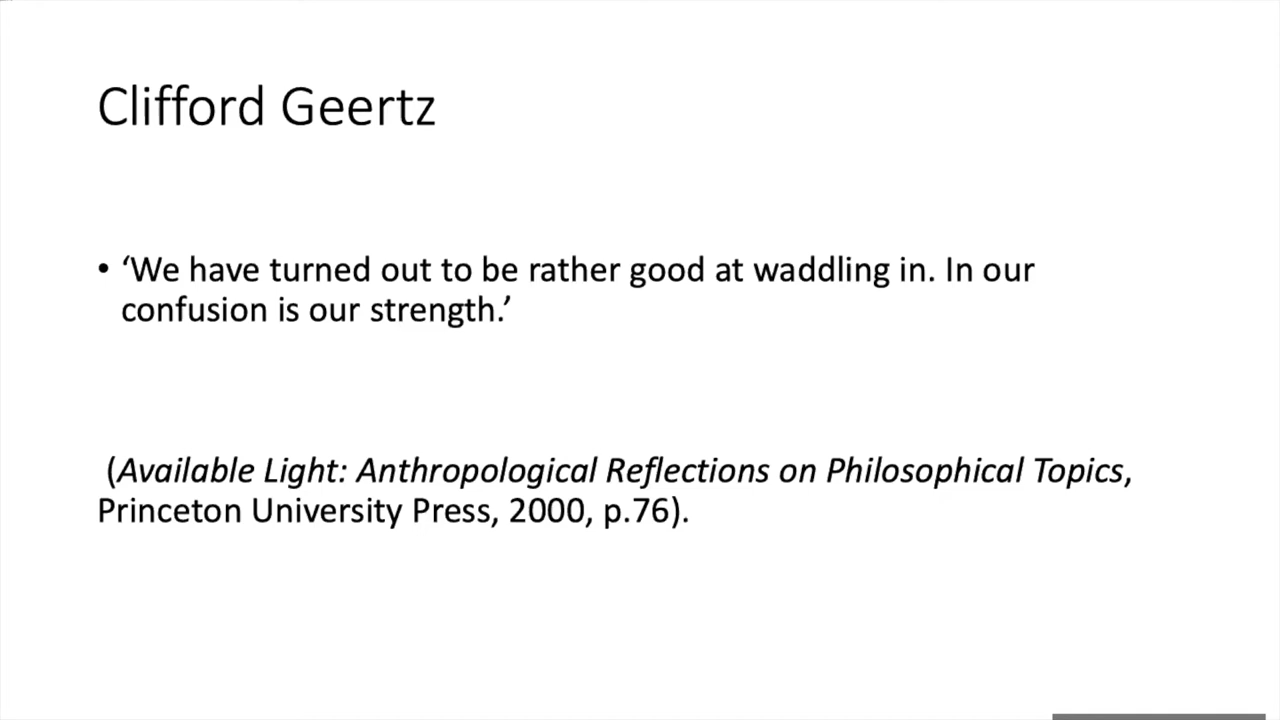 Clifford Geertz
• ‘We have turned out to be rather good at waddling in. In our
confusion is our strength.’
(Available Light: Anthropological Reflections on Philosophical Topics,
Princeton University Press, 2000, p.76).